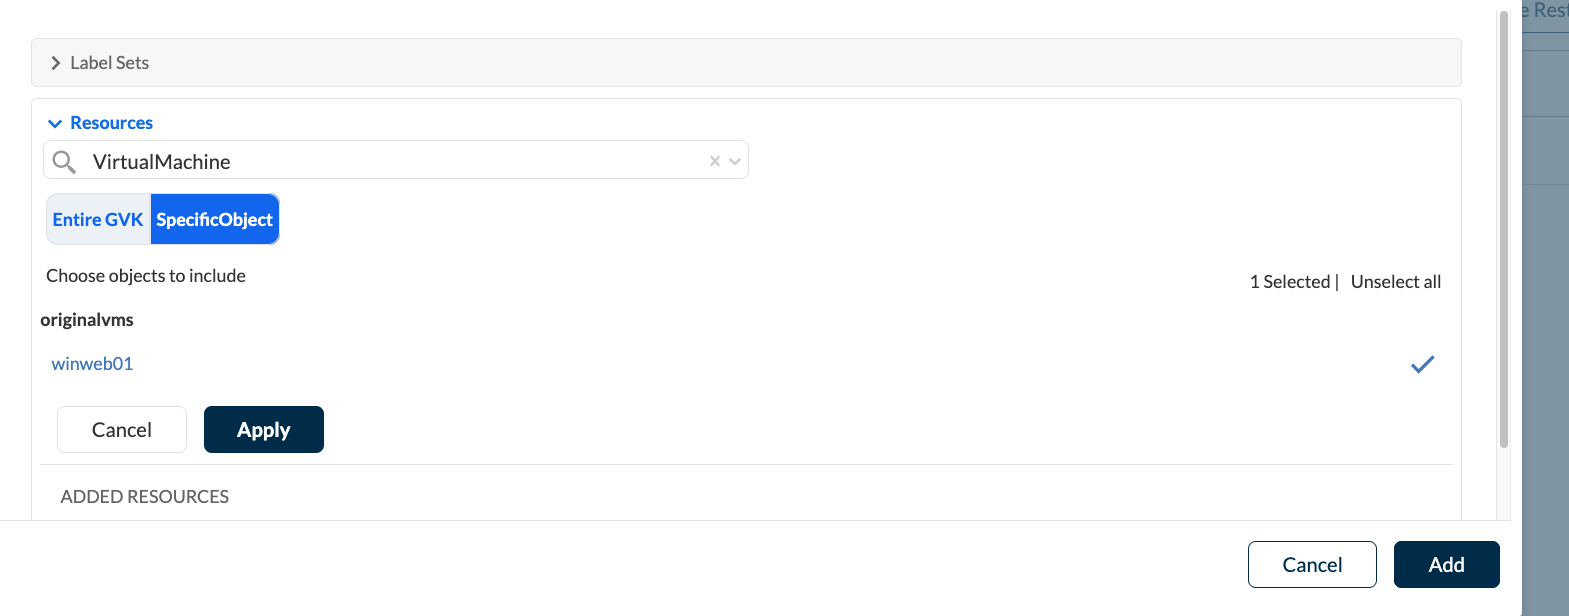 e Rest
Label Sets
Resources
VirtualMachine
Entire GVK SpecificObject
Choose objects to include
1 Selected | Unselect all
originalvms
winweb01
Cancel Apply
ADDED RESOURCES
Cancel Add